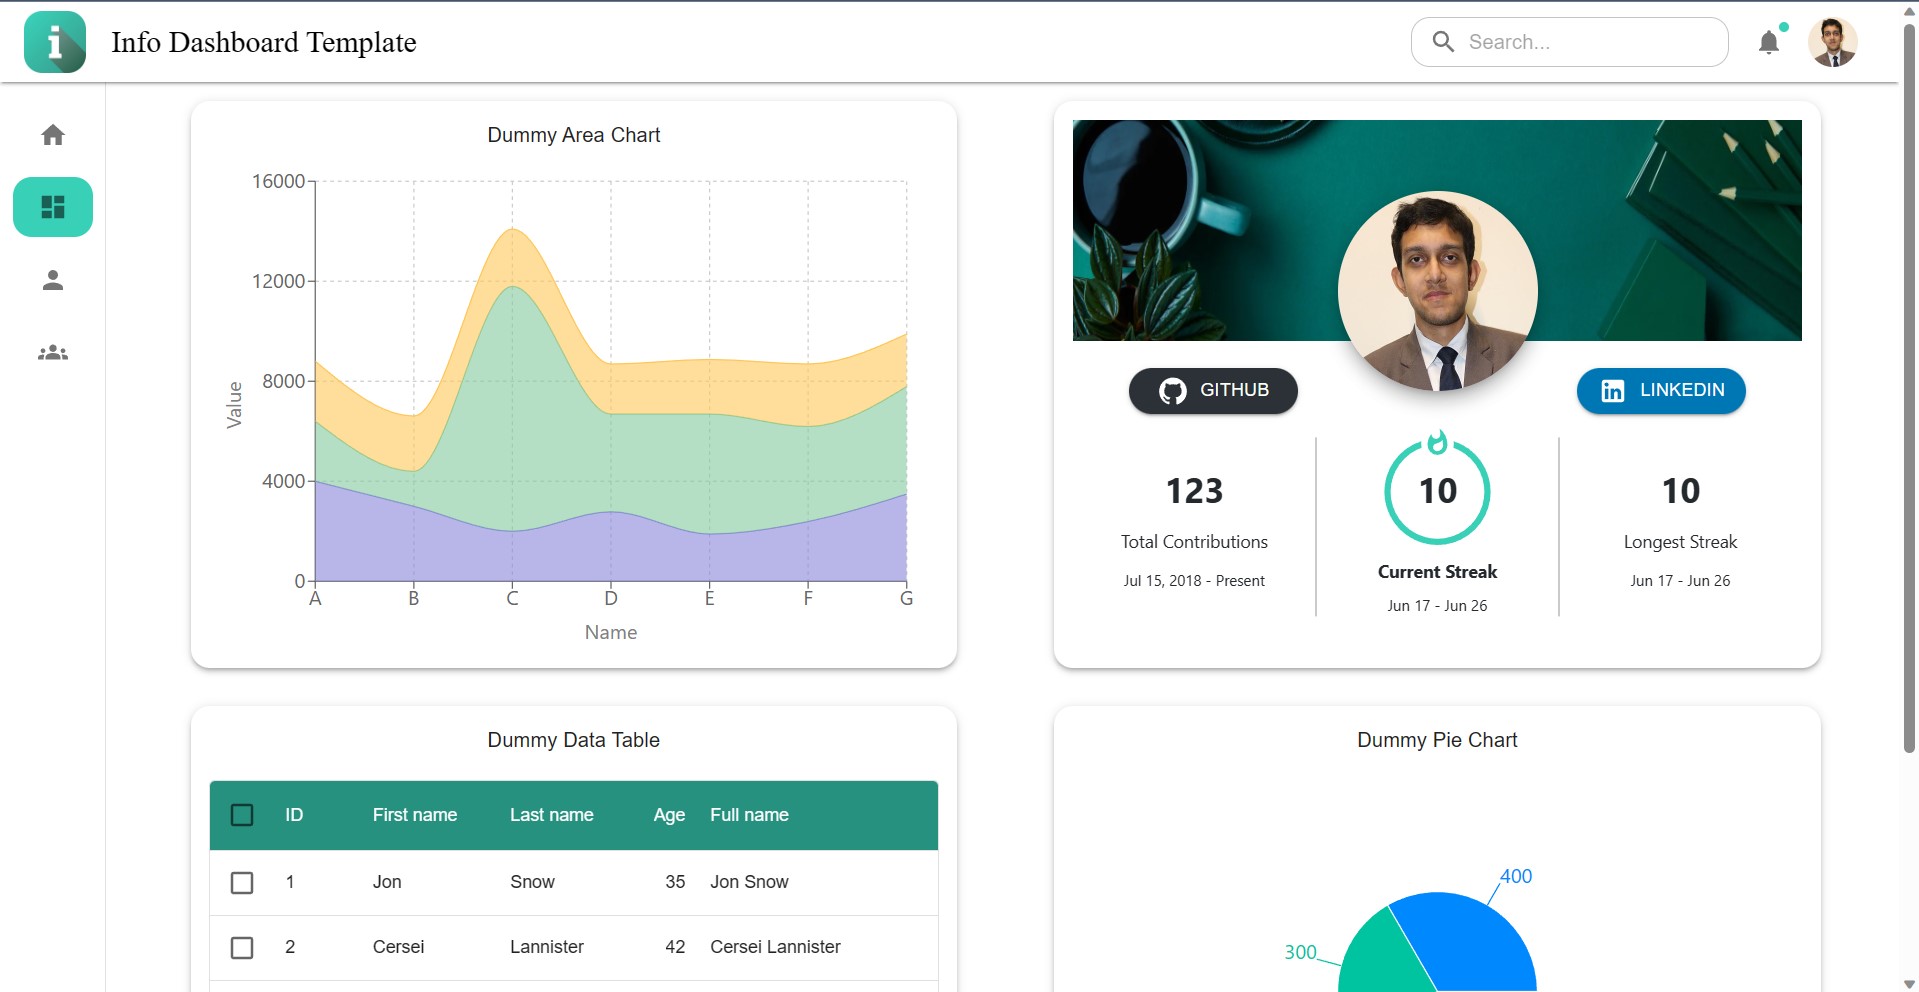 i
Info Dashboard Template
Search...
Dummy Area Chart
16000
12000
8000
4000
0
Value
A B C D E F G
Name
GITHUB
LINKEDIN
123
Total Contributions
Jul 15, 2018 - Present
10
Current Streak
Jun 17 - Jun 26
10
Longest Streak
Jun 17 - Jun 26
Dummy Data Table
ID First name Last name Age Full name
1 Jon Snow 35 Jon Snow
2 Cersei Lannister 42 Cersei Lannister
Dummy Pie Chart
400
300